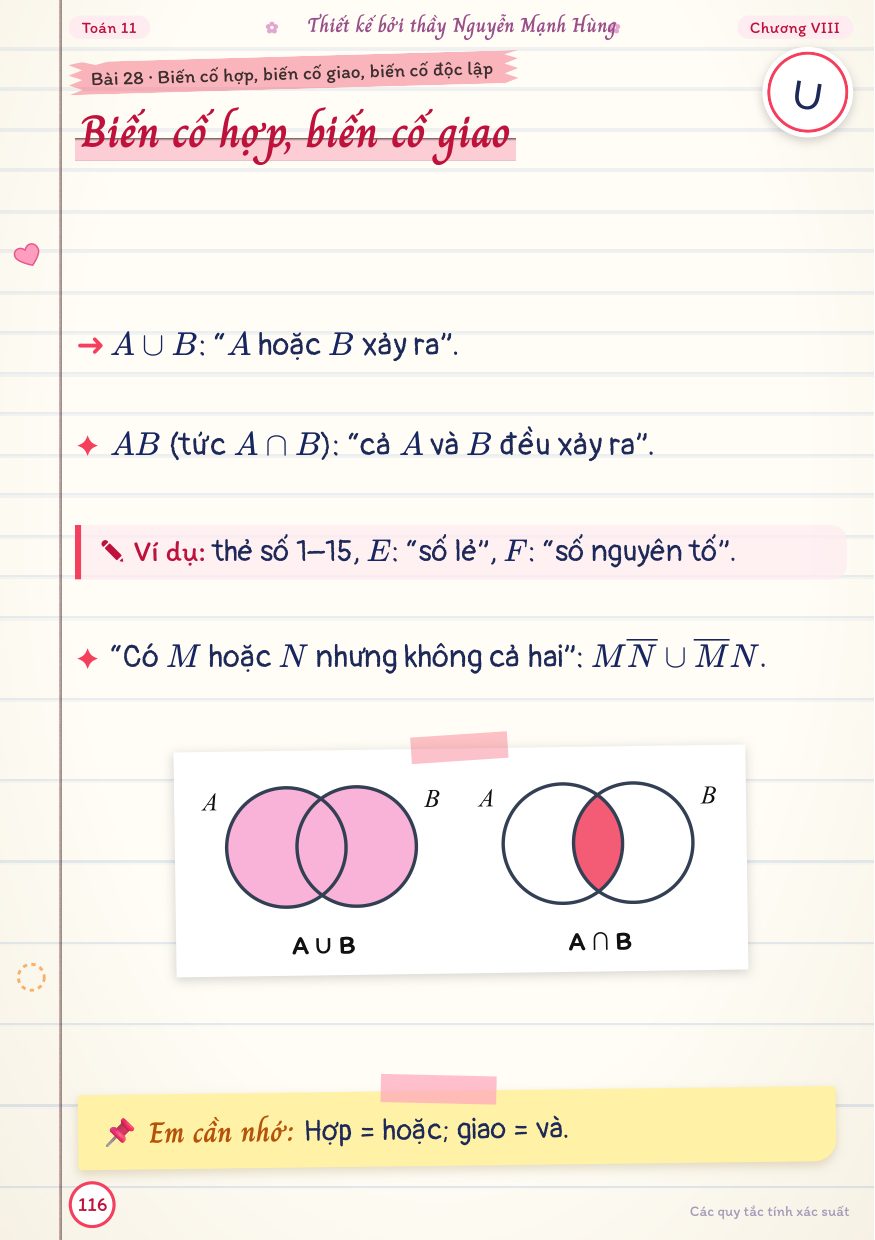 Toán 11
Thiết kế bởi thầy Nguyễn Mạnh Hùng
Chương VIII
Bài 28 · Biến cố hợp, biến cố giao, biến cố độc lập
∪
Biến cố hợp, biến cố giao
→ A ∪ B: “A hoặc B xảy ra”.
✦ AB (tức A ∩ B): “cả A và B đều xảy ra”.
Ví dụ: thẻ số 1–15, E: “số lẻ”, F: “số nguyên tố”.
✦ “Có M hoặc N nhưng không cả hai”: MN̅ ∪ M̅N.
A B A B
A ∪ B A ∩ B
Em cần nhớ: Hợp = hoặc; giao = và.
116
Các quy tắc tính xác suất